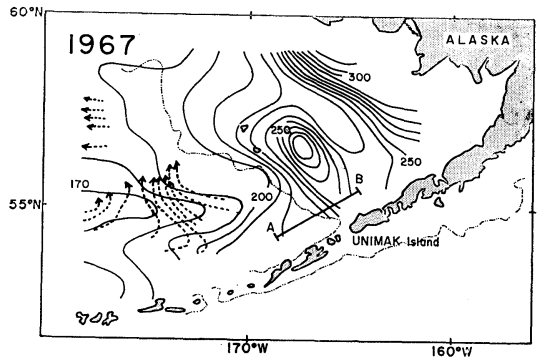 60°N
1967
ALASKA
300
250
250
170
200
B
55°N
A
UNIMAK Island
170°W
160°W